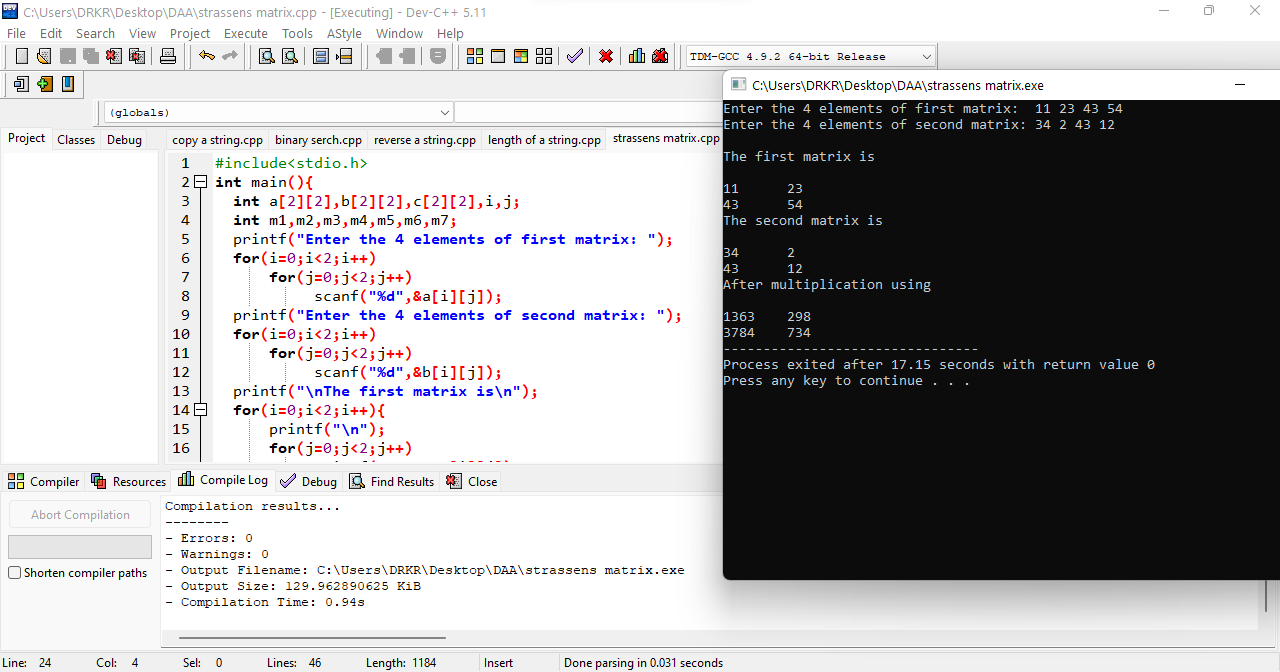 C:\Users\DRKR\Desktop\DAA\strassens matrix.cpp - [Executing] - Dev-C++ 5.11
File Edit Search View Project Execute Tools AStyle Window Help
TDM-GCC 4.9.2 64-bit Release
(globals)
Project Classes Debug
copy a string.cpp binary serch.cpp reverse a string.cpp length of a string.cpp strassens matrix.cpp
1 #include<stdio.h>
2 int main(){
3 int a[2][2],b[2][2],c[2][2],i,j;
4 int m1,m2,m3,m4,m5,m6,m7;
5 printf("Enter the 4 elements of first matrix: ");
6 for(i=0;i<2;i++)
7 for(j=0;j<2;j++)
8 scanf("%d",&a[i][j]);
9 printf("Enter the 4 elements of second matrix: ");
10 for(i=0;i<2;i++)
11 for(j=0;j<2;j++)
12 scanf("%d",&b[i][j]);
13 printf("\nThe first matrix is\n");
14 for(i=0;i<2;i++){
15 printf("\n");
16 for(j=0;j<2;j++)
C:\Users\DRKR\Desktop\DAA\strassens matrix.exe
Enter the 4 elements of first matrix:  11 23 43 54
Enter the 4 elements of second matrix: 34 2 43 12
The first matrix is
11 23
43 54
The second matrix is
34 2
43 12
After multiplication using
1363 298
3784 734
--------------------------------
Process exited after 17.15 seconds with return value 0
Press any key to continue . . .
Compiler Resources Compile Log Debug Find Results Close
Abort Compilation
Shorten compiler paths
Compilation results...
--------
- Errors: 0
- Warnings: 0
- Output Filename: C:\Users\DRKR\Desktop\DAA\strassens matrix.exe
- Output Size: 129.962890625 KiB
- Compilation Time: 0.94s
Line: 24 Col: 4 Sel: 0 Lines: 46 Length: 1184 Insert Done parsing in 0.031 seconds